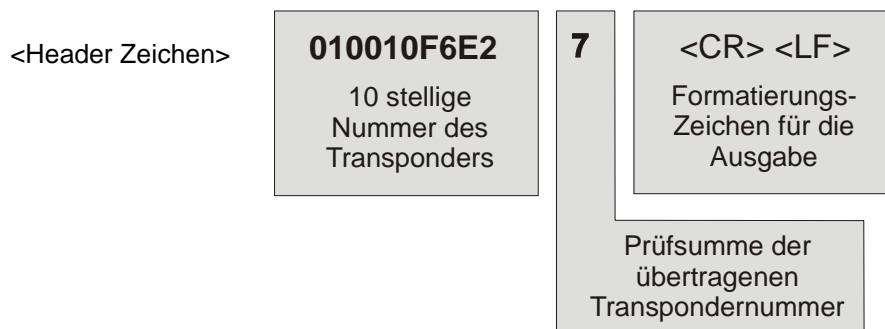 <Header Zeichen>
010010F6E2
10 stellige
Nummer des
Transponders
7
<CR> <LF>
Formatierungs-
Zeichen für die
Ausgabe
Prüfsumme der
übertragenen
Transpondernummer